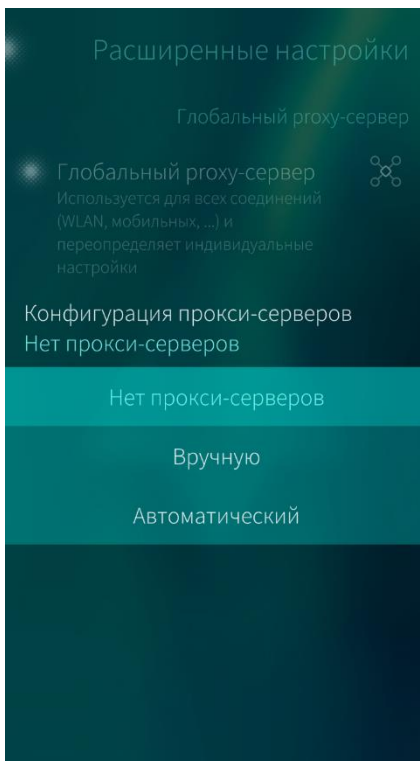 Расширенные настройки
Глобальный proxy-сервер
Глобальный proxy-сервер
Используется для всех соединений
(WLAN, мобильных, ...) и
переопределяет индивидуальные
настройки
Конфигурация прокси-серверов
Нет прокси-серверов
Нет прокси-серверов
Вручную
Автоматический